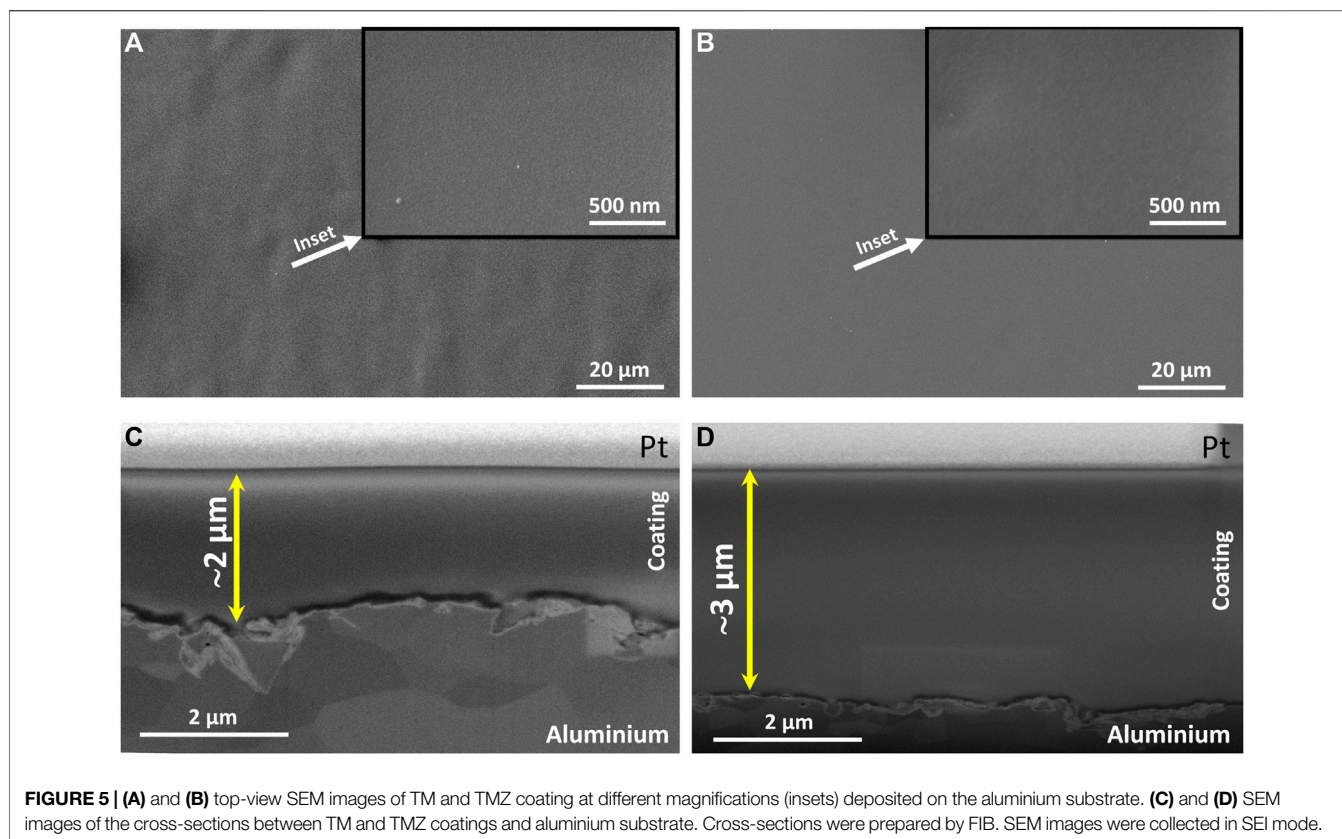 A
Inset
500 nm
20 µm
B
Inset
500 nm
20 µm
C
Pt
~2 µm
Coating
2 µm
Aluminium
D
Pt
~3 µm
Coating
2 µm
Aluminium
FIGURE 5 | (A) and (B) top-view SEM images of TM and TMZ coating at different magnifications (insets) deposited on the aluminium substrate. (C) and (D) SEM
images of the cross-sections between TM and TMZ coatings and aluminium substrate. Cross-sections were prepared by FIB. SEM images were collected in SEI mode.